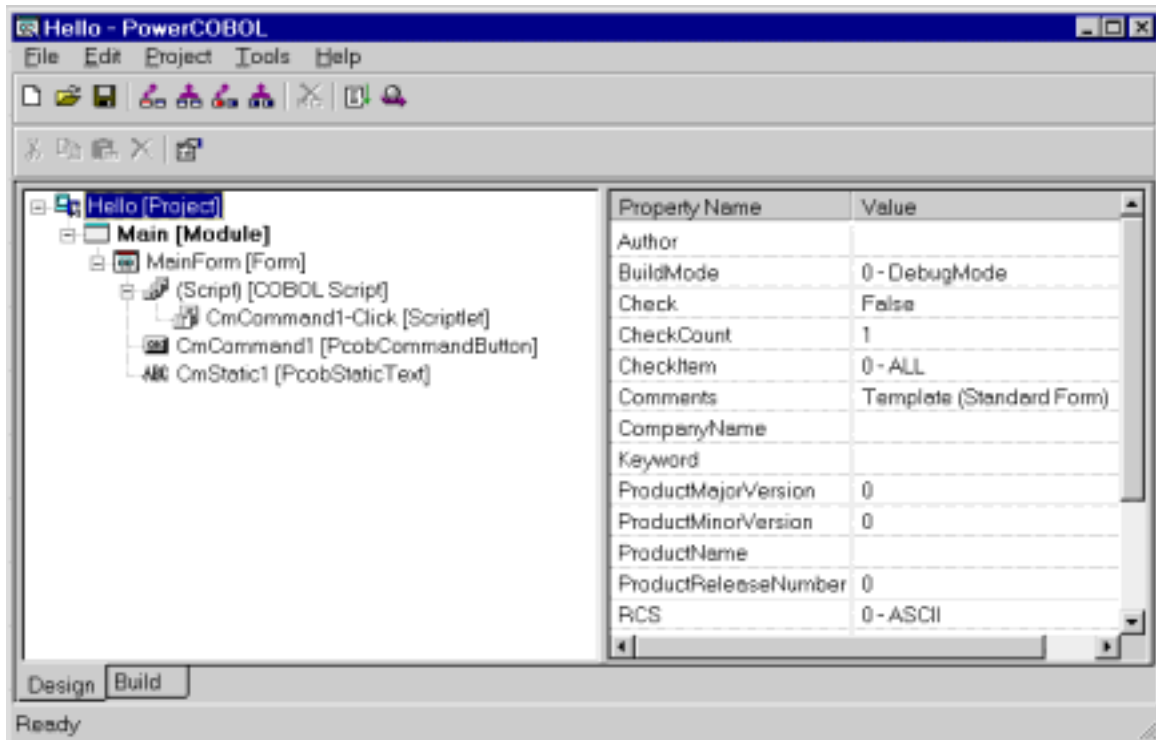 Hello - PowerCOBOL
File Edit Project Tools Help
Hello [Project]
Main [Module]
MainForm [Form]
(Script) [COBOL Script]
CmCommand1-Click [Scriptlet]
CmCommand1 [PcobCommandButton]
ABC CmStatic1 [PcobStaticText]
Property Name Value
Author
BuildMode 0 - DebugMode
Check False
CheckCount 1
CheckItem 0 - ALL
Comments Template (Standard Form)
CompanyName
Keyword
ProductMajorVersion 0
ProductMinorVersion 0
ProductName
ProductReleaseNumber 0
RCS 0 - ASCII
Design Build
Ready